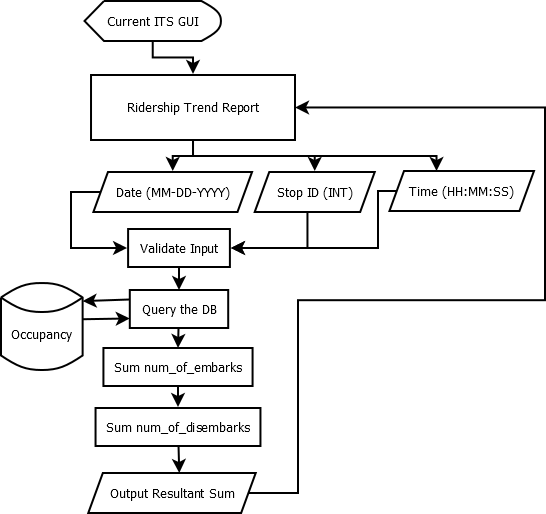 Current ITS GUI
Ridership Trend Report
Date (MM-DD-YYYY)
Stop ID (INT)
Time (HH:MM:SS)
Validate Input
Query the DB
Occupancy
Sum num_of_embarks
Sum num_of_disembarks
Output Resultant Sum